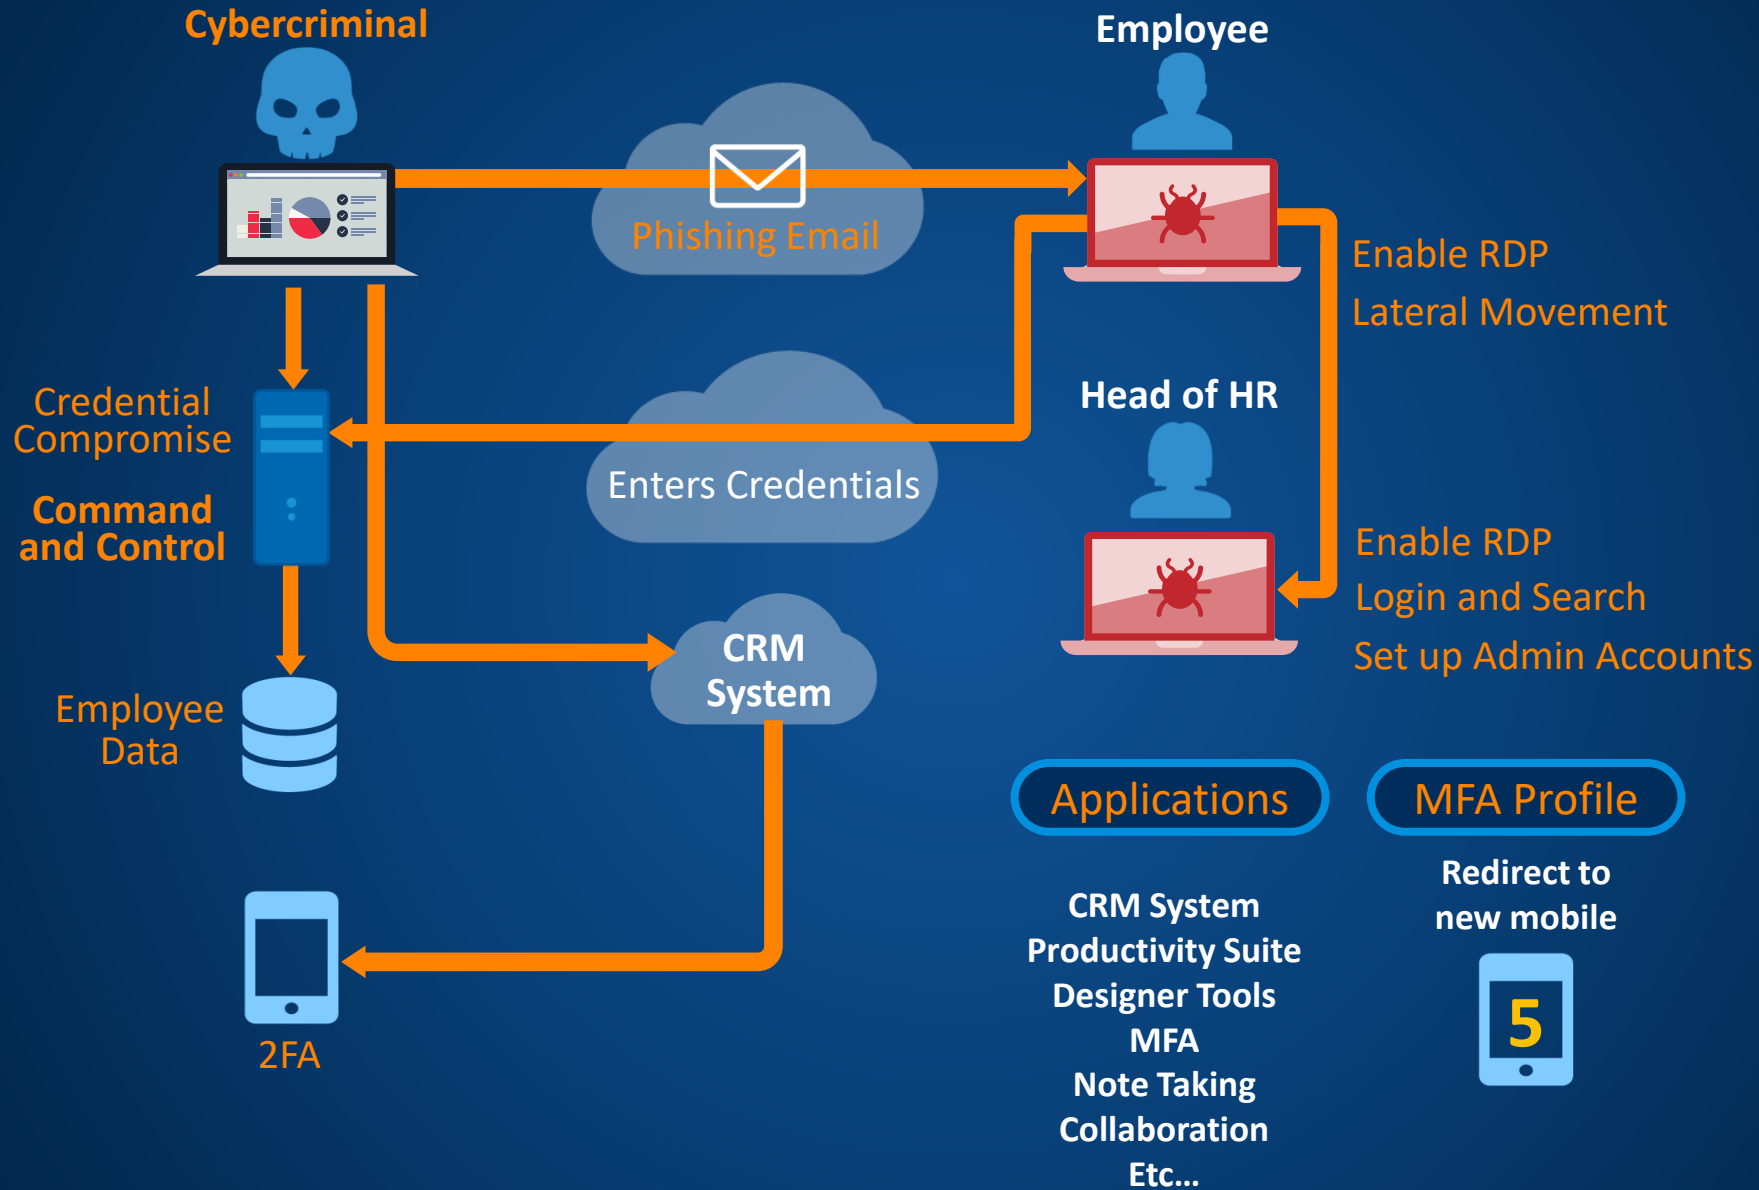 Cybercriminal
Employee
Phishing Email
Enable RDP
Lateral Movement
Credential
Compromise
Command
and Control
Enters Credentials
Head of HR
Enable RDP
Login and Search
Set up Admin Accounts
CRM
System
Employee
Data
2FA
Applications
CRM System
Productivity Suite
Designer Tools
MFA
Note Taking
Collaboration
Etc...
MFA Profile
Redirect to
new mobile
5